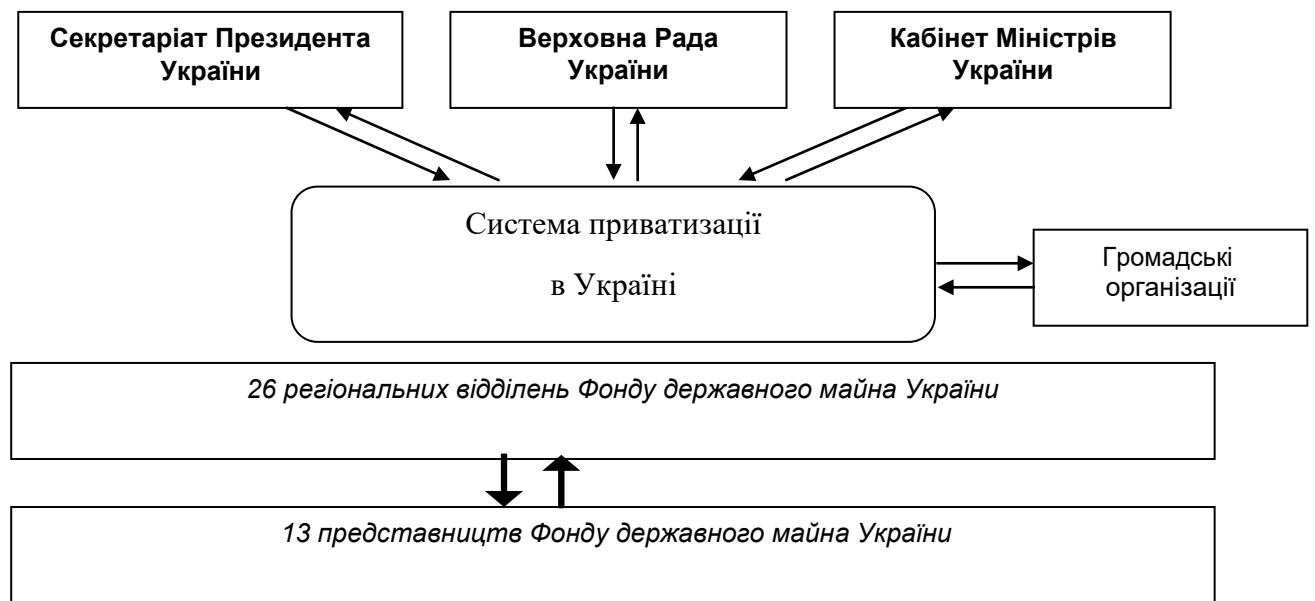 Секретаріат Президента
України
Верховна Рада
України
Кабінет Міністрів
України
Система приватизації
в Україні
Громадські
організації
26 регіональних відділень Фонду державного майна України
13 представництв Фонду державного майна України